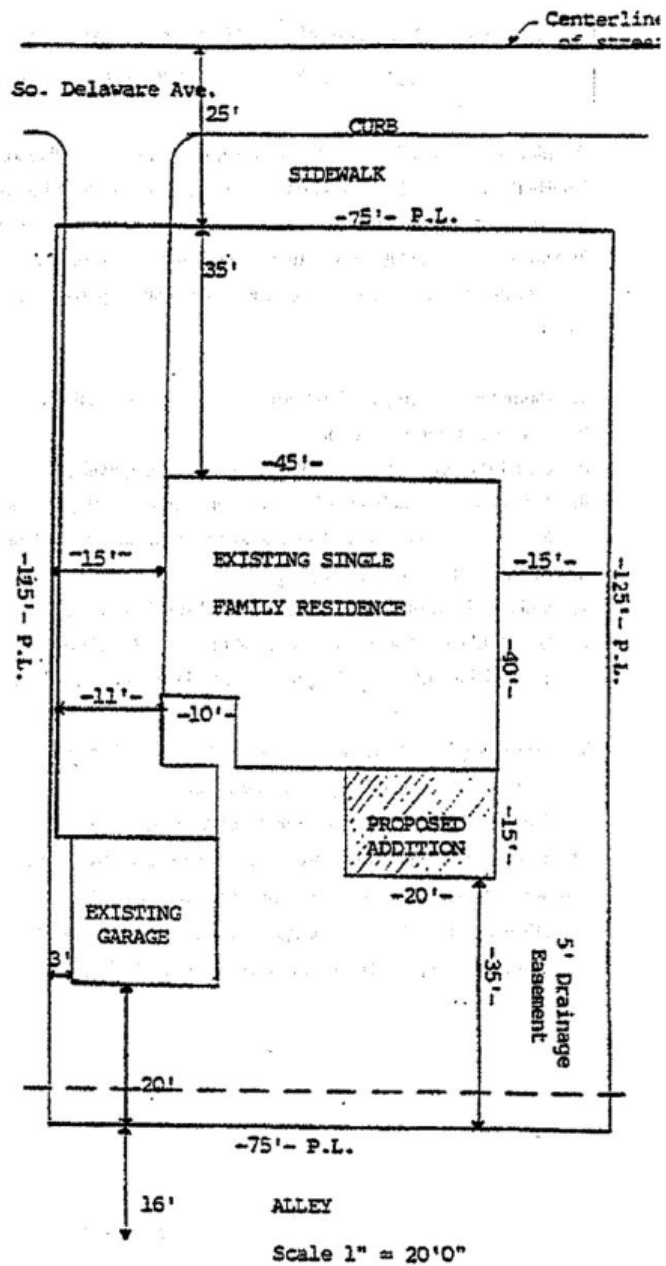 Centerline
of street
So. Delaware Ave.
25'
CURB
SIDEWALK
-75'- P.L.
35'
-45'-
-15'-
EXISTING SINGLE
FAMILY RESIDENCE
-15'-
-125'- P.L.
-125'- P.L.
-40'-
-11'-
-10'-
PROPOSED
ADDITION
-15'-
-20'-
EXISTING
GARAGE
3'
-35'-
5' Drainage
Easement
20'
-75'- P.L.
16'
ALLEY
Scale 1" = 20'0"